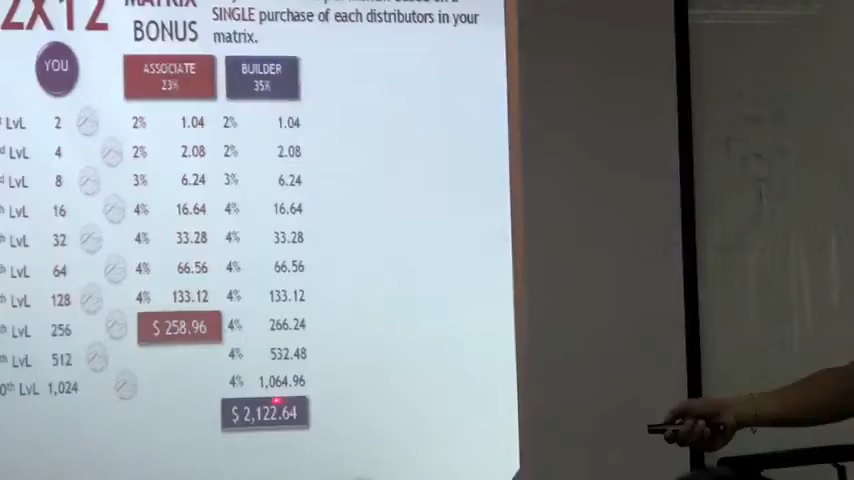 2X12
MATRIX
BONUS
SINGLE purchase of each distributors in your
matrix.
YOU
ASSOCIATE
23%
BUILDER
35%
LvL 2 2% 1.04 2% 1.04
LvL 4 2% 2.08 2% 2.08
LvL 8 3% 6.24 3% 6.24
LvL 16 4% 16.64 4% 16.64
LvL 32 4% 33.28 4% 33.28
LvL 64 4% 66.56 4% 66.56
LvL 128 4% 133.12 4% 133.12
LvL 256 $ 258.96 4% 266.24
LvL 512 4% 532.48
0th LvL 1,024 4% 1,064.96
$ 2,122.64